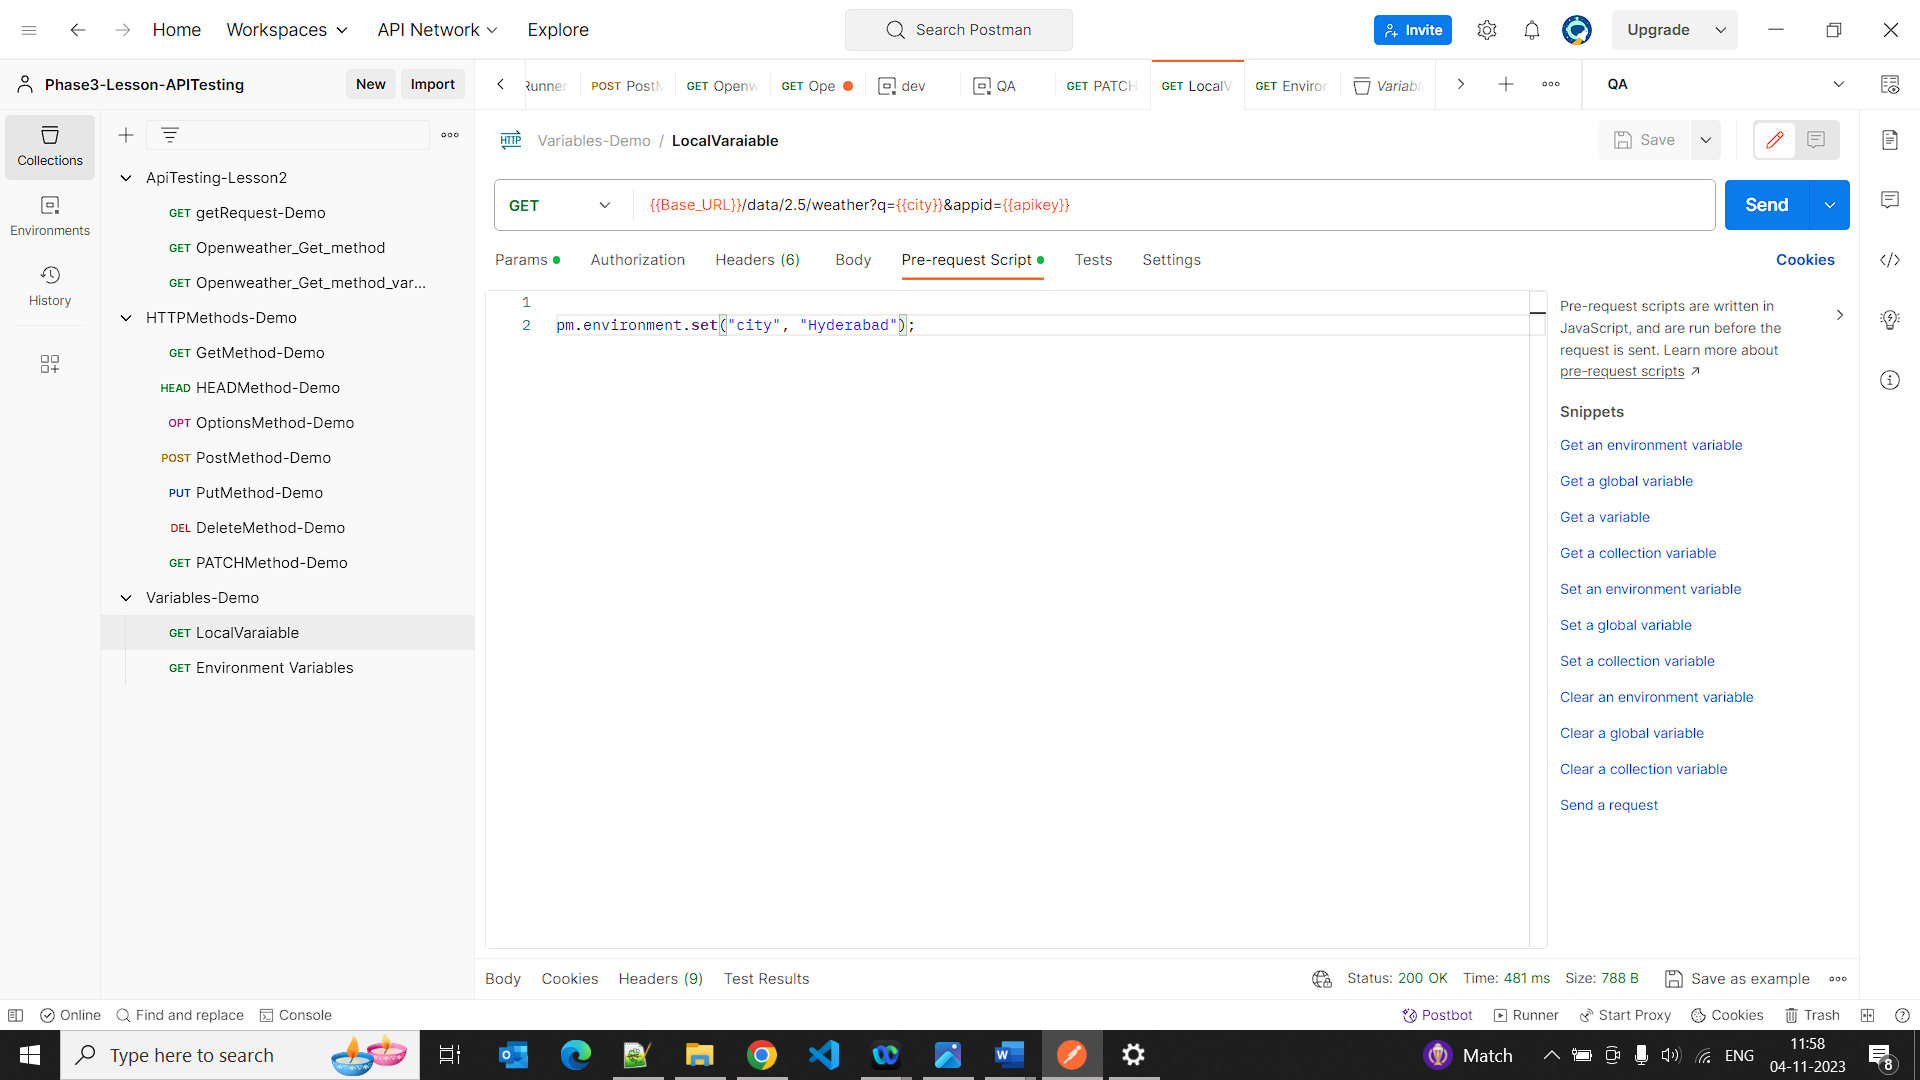 Home
Workspaces
API Network
Explore
Search Postman
Invite
Upgrade
Phase3-Lesson-APITesting
New
Import
Runner
POST PostM
GET Openw
GET Ope
dev
QA
GET PATCH
GET LocalV
GET Enviror
Variable
QA
Collections
Environments
History
ApiTesting-Lesson2
GET getRequest-Demo
GET Openweather_Get_method
GET Openweather_Get_method_var...
HTTPMethods-Demo
GET GetMethod-Demo
HEAD HEADMethod-Demo
OPT OptionsMethod-Demo
POST PostMethod-Demo
PUT PutMethod-Demo
DEL DeleteMethod-Demo
GET PATCHMethod-Demo
Variables-Demo
GET LocalVaraiable
GET Environment Variables
HTTP Variables-Demo / LocalVaraiable
Save
GET
{{Base_URL}}/data/2.5/weather?q={{city}}&appid={{apikey}}
Send
Params
Authorization
Headers (6)
Body
Pre-request Script
Tests
Settings
Cookies
1
2 pm.environment.set("city", "Hyderabad");
Pre-request scripts are written in
JavaScript, and are run before the
request is sent. Learn more about
pre-request scripts
Snippets
Get an environment variable
Get a global variable
Get a variable
Get a collection variable
Set an environment variable
Set a global variable
Set a collection variable
Clear an environment variable
Clear a global variable
Clear a collection variable
Send a request
Body
Cookies
Headers (9)
Test Results
Status: 200 OK
Time: 481 ms
Size: 788 B
Save as example
Online
Find and replace
Console
Postbot
Runner
Start Proxy
Cookies
Trash
Type here to search
Match
ENG
11:58
04-11-2023
8